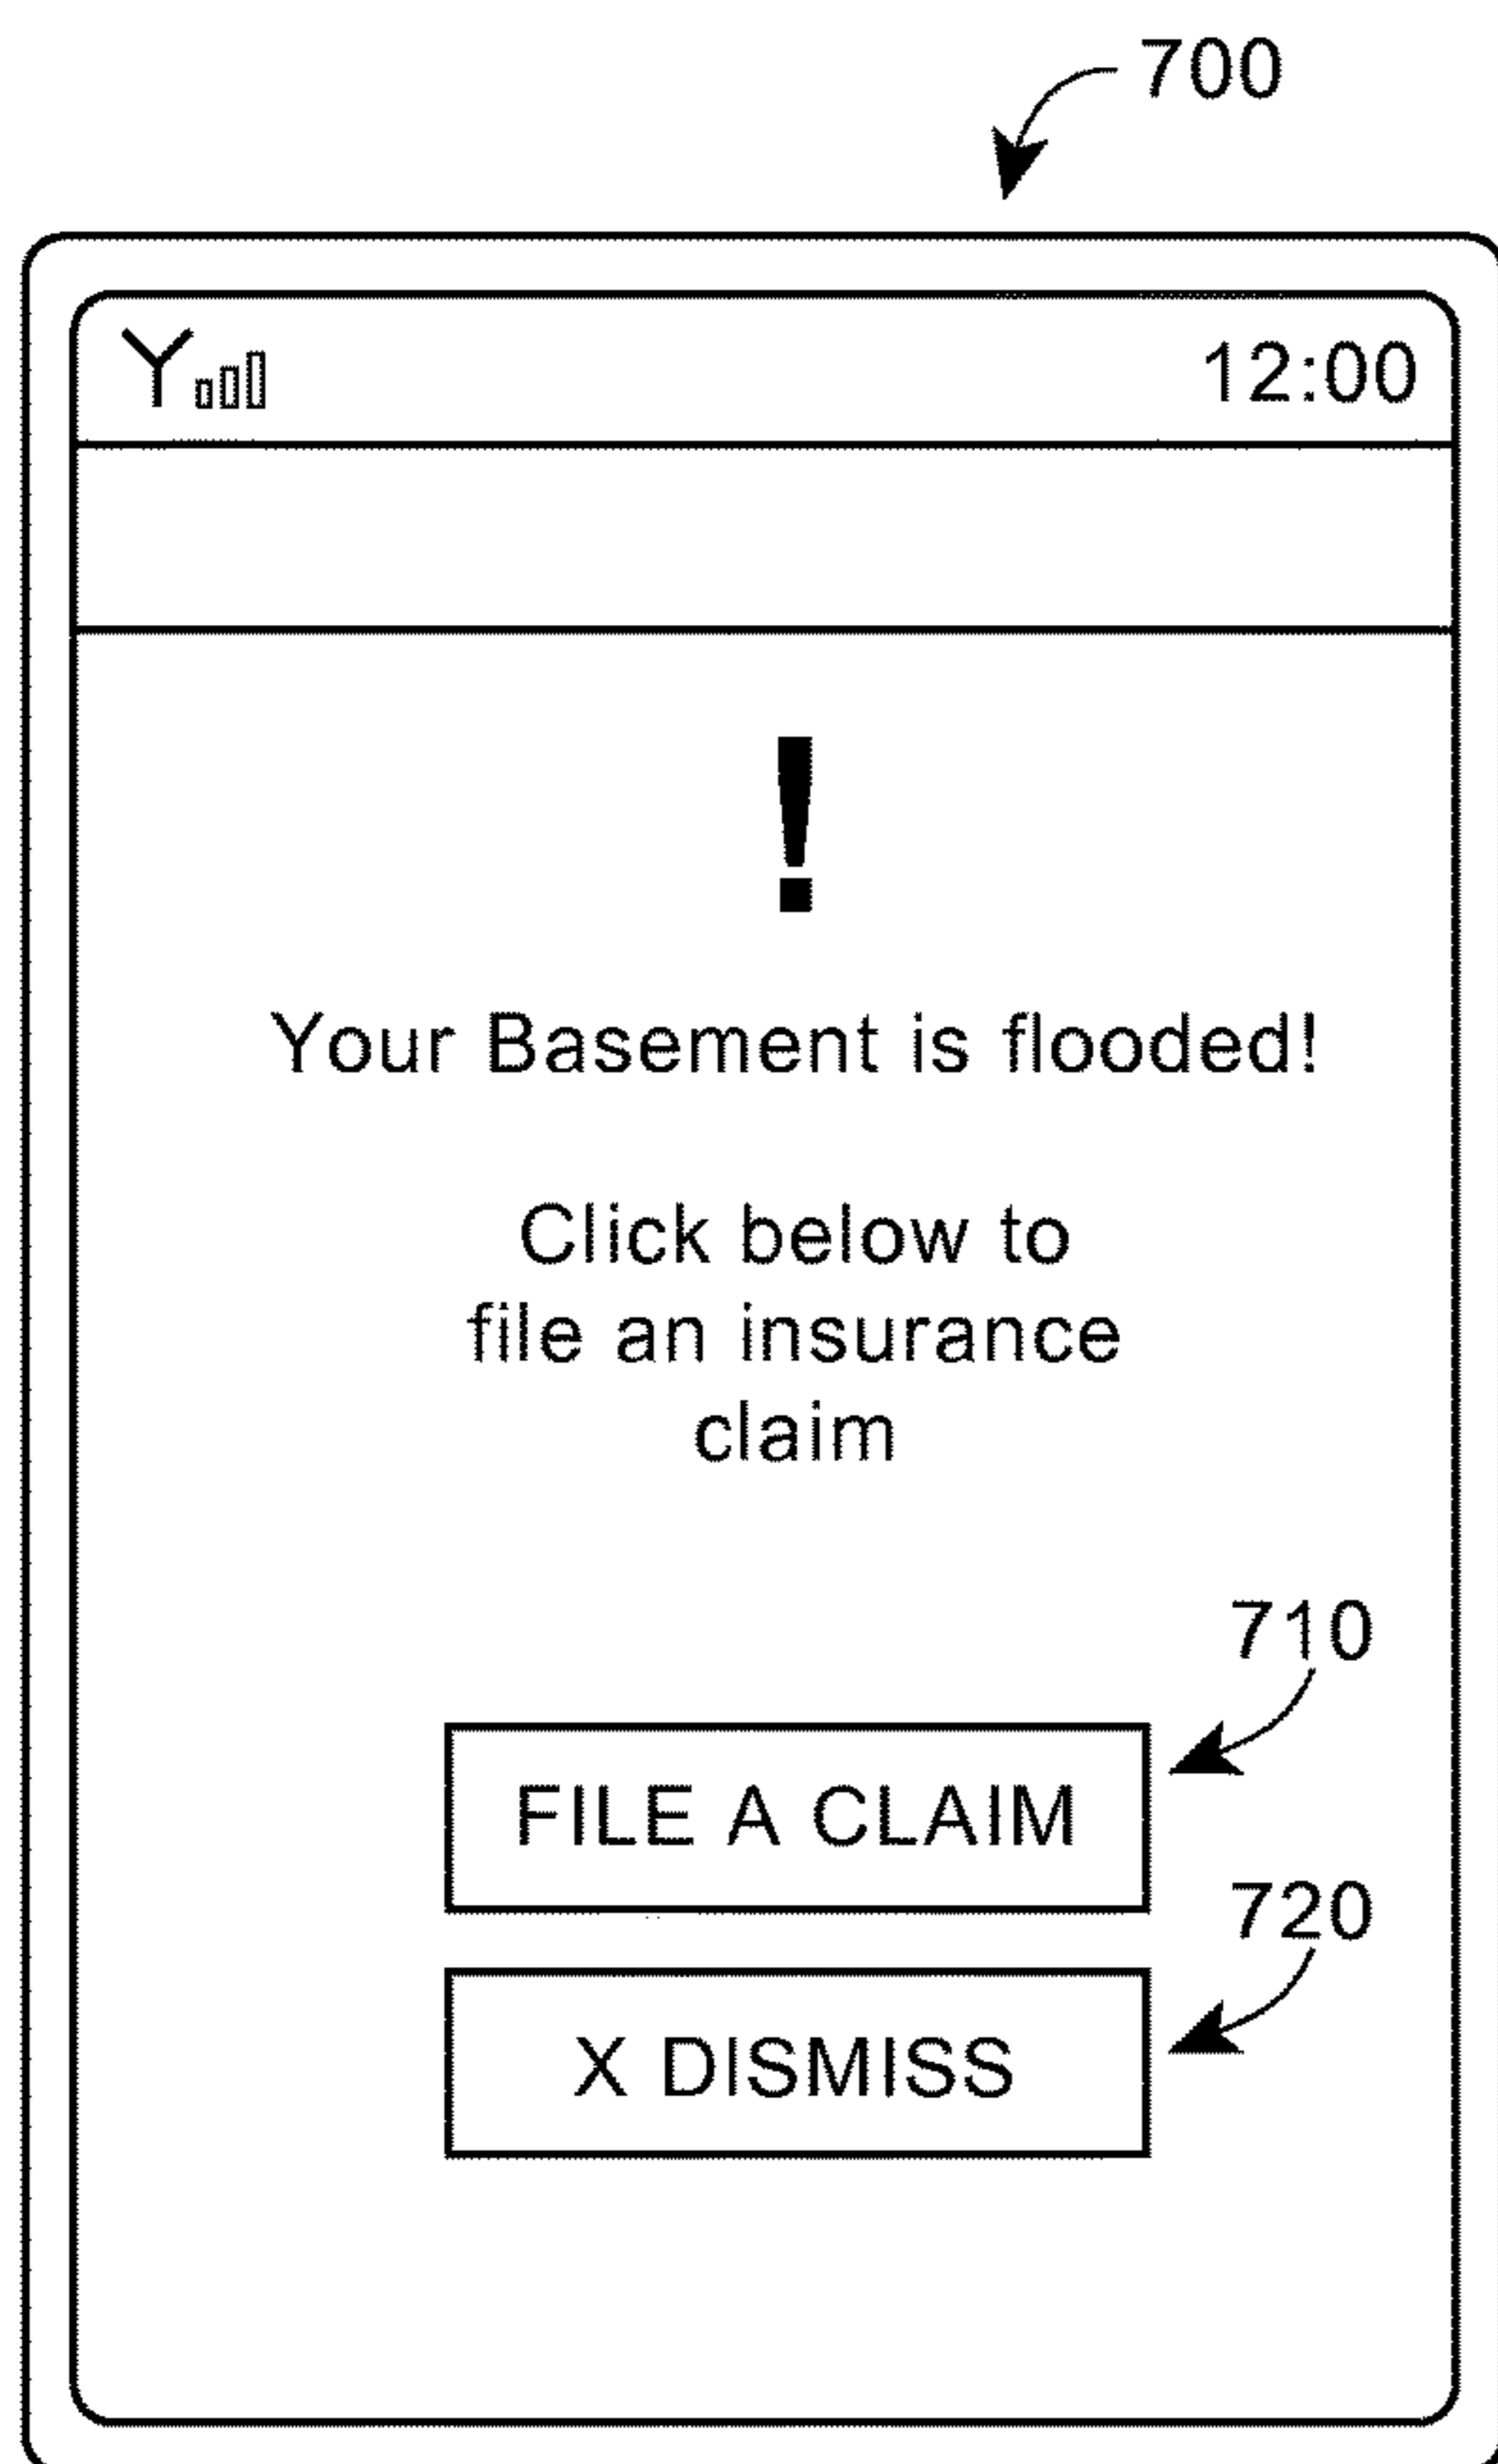 700
12:00
!
Your Basement is flooded!
Click below to
file an insurance
claim
710
FILE A CLAIM
720
X DISMISS